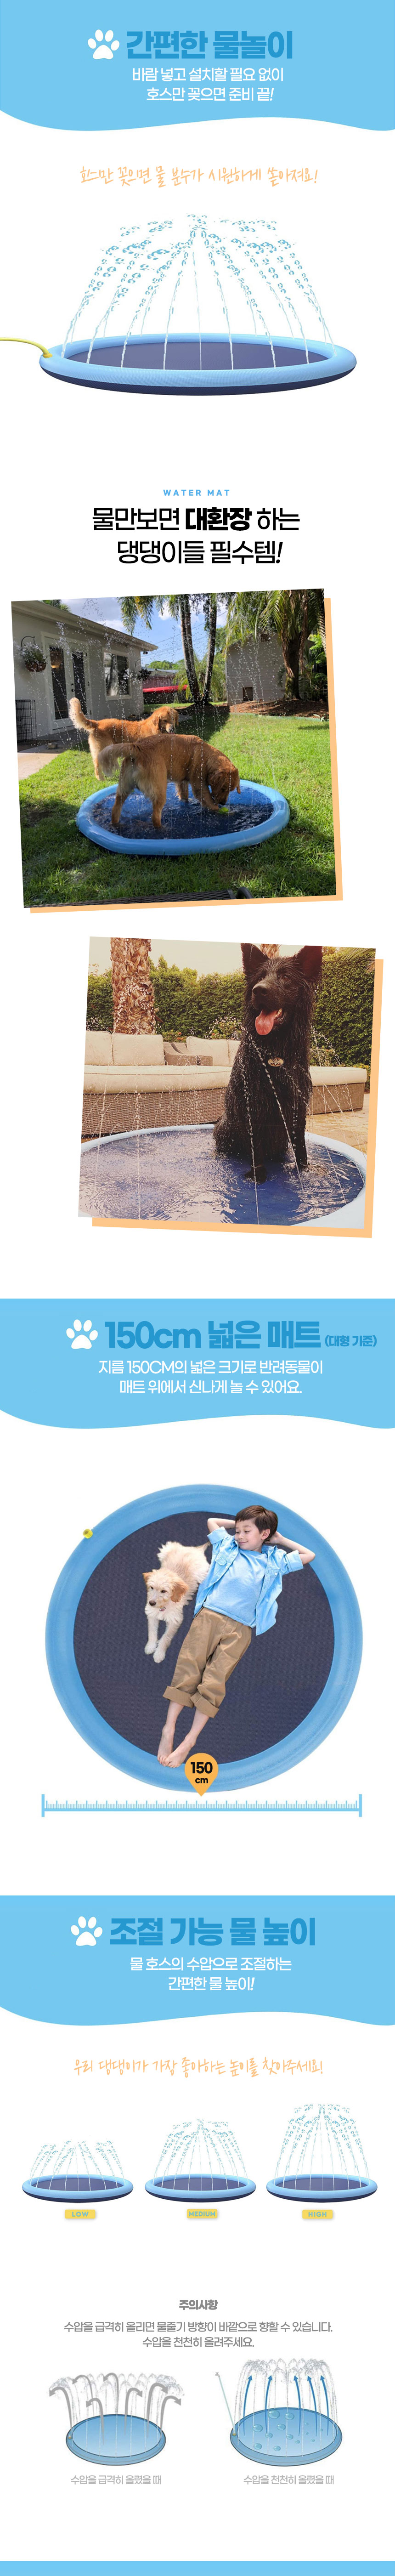 간편한 물놀이
바람 넣고 설치할 필요 없이
호스만 꽂으면 준비 끝!
호스만 꽂으면 물 분수가 시원하게 쏟아져요!
WATER MAT
물만보면 대환장 하는
댕댕이들 필수템!
150cm 넓은 매트 (대형 기준)
지름 150CM의 넓은 크기로 반려동물이
매트 위에서 신나게 놀 수 있어요.
150
cm
조절 가능 물 높이
물 호스의 수압으로 조절하는
간편한 물 높이!
우리 댕댕이가 가장 좋아하는 높이를 찾아주세요!
LOW
MEDIUM
HIGH
주의사항
수압을 급격히 올리면 물줄기 방향이 바깥으로 향할 수 있습니다.
수압을 천천히 올려주세요.
수압을 급격히 올렸을 때
수압을 천천히 올렸을 때